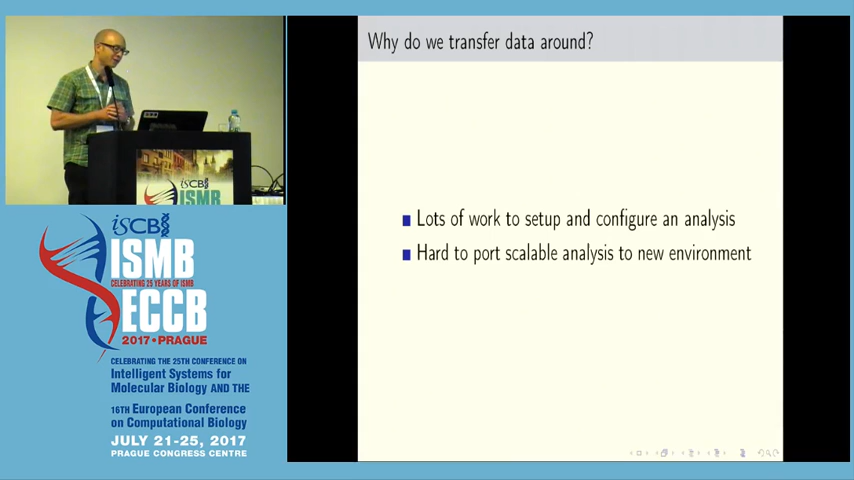 Why do we transfer data around?
Lots of work to setup and configure an analysis
Hard to port scalable analysis to new environment
iSCB
ISMB
iSCB
ISMB
CELEBRATING 25 YEARS OF ISMB
ECCB
2017 • PRAGUE
CELEBRATING THE 25TH CONFERENCE ON
Intelligent Systems for
Molecular Biology AND THE
16TH European Conference
on Computational Biology
JULY 21-25, 2017
PRAGUE CONGRESS CENTRE